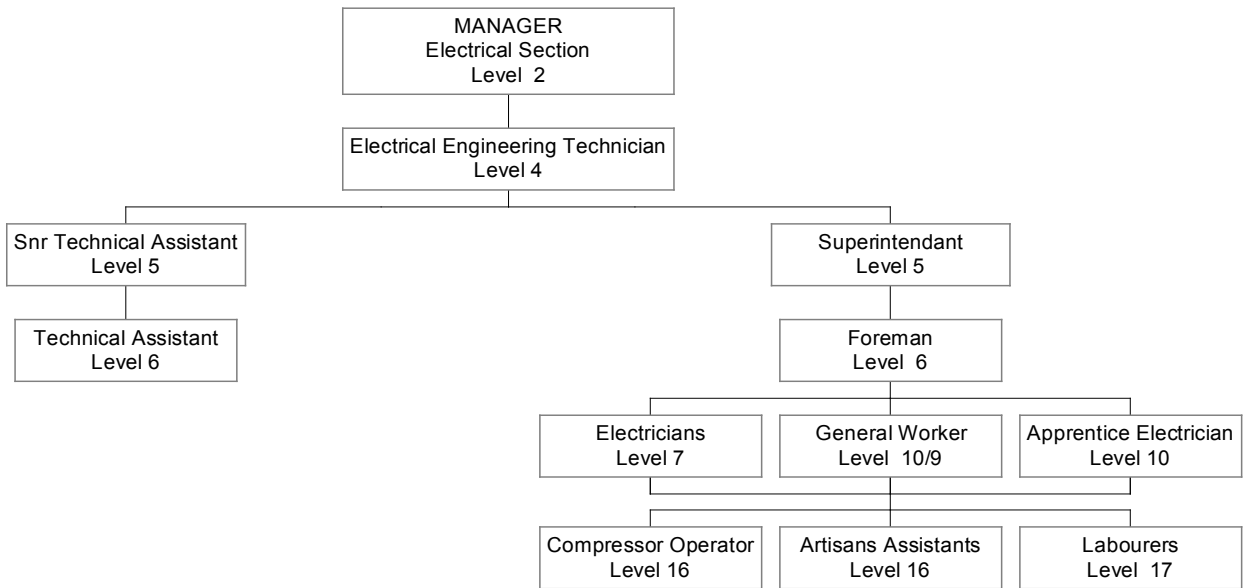 MANAGER
Electrical Section
Level 2
Electrical Engineering Technician
Level 4
Snr Technical Assistant
Level 5
Superintendant
Level 5
Technical Assistant
Level 6
Foreman
Level 6
Electricians
Level 7
General Worker
Level 10/9
Apprentice Electrician
Level 10
Compressor Operator
Level 16
Artisans Assistants
Level 16
Labourers
Level 17